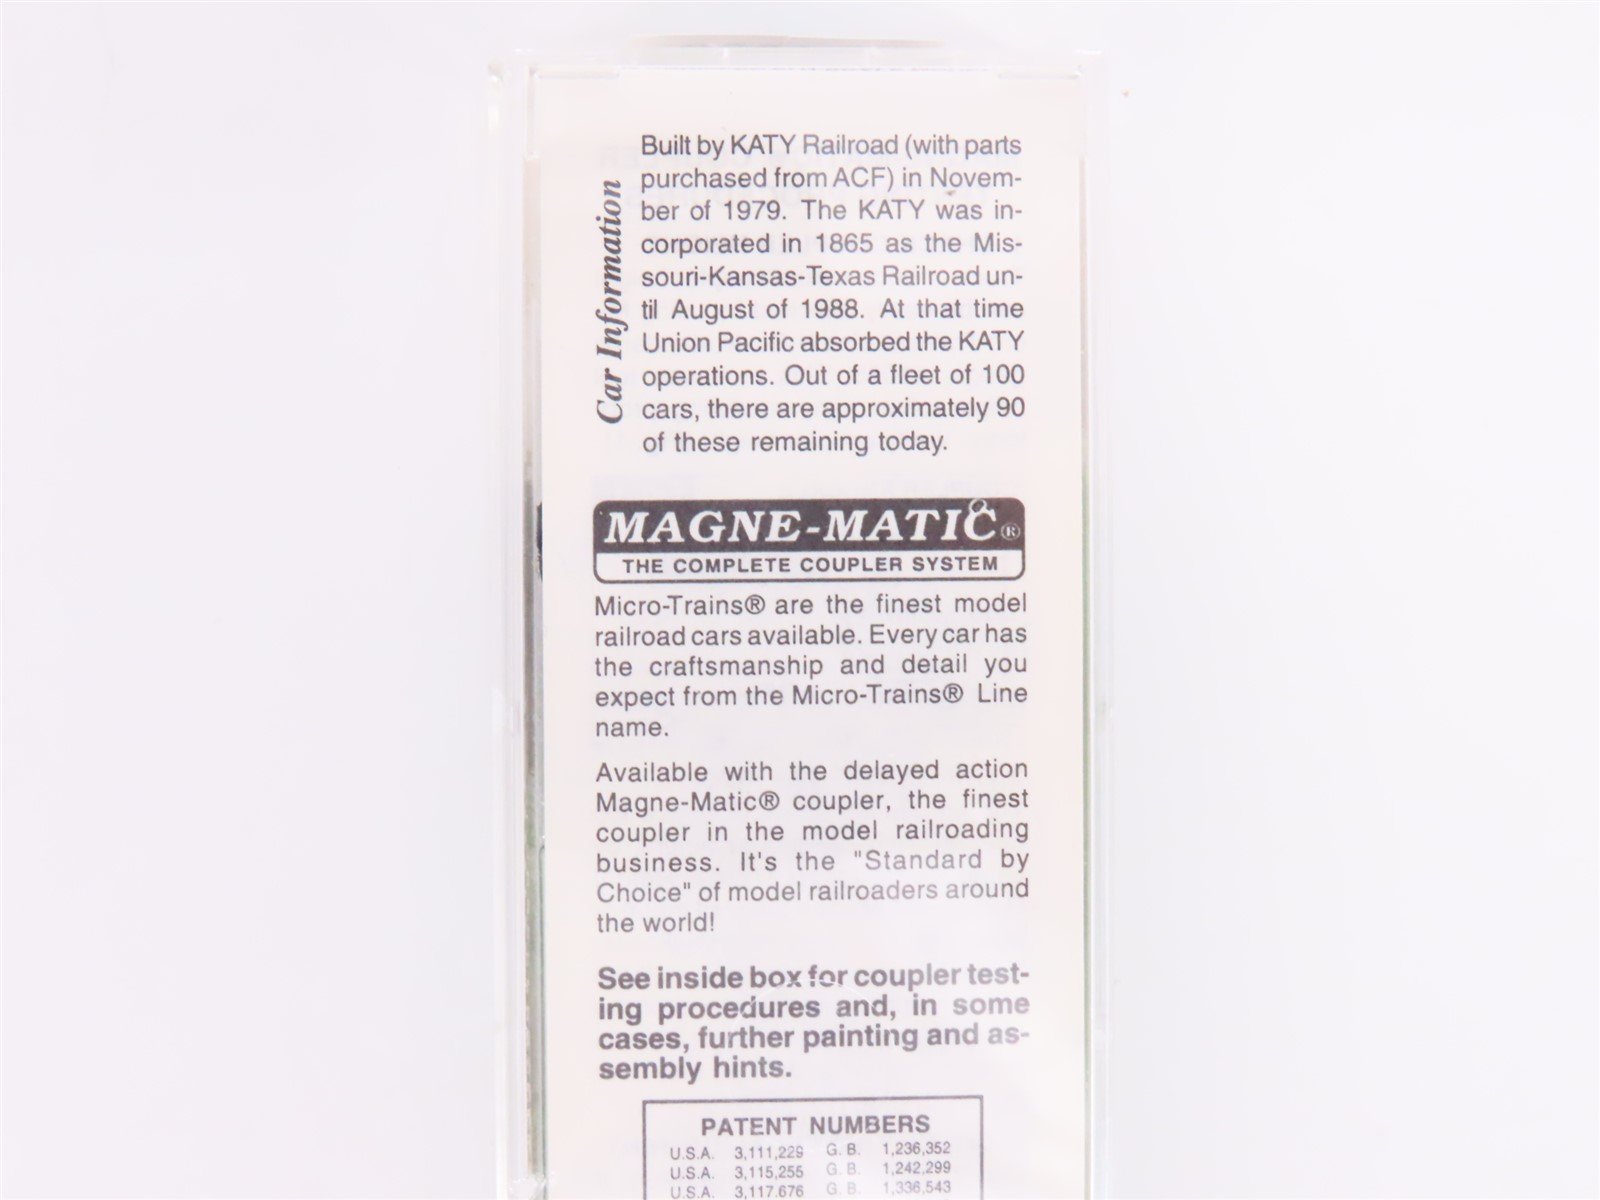 Car Information
Built by KATY Railroad (with parts
purchased from ACF) in Novem-
ber of 1979. The KATY was in-
corporated in 1865 as the Mis-
souri-Kansas-Texas Railroad un-
til August of 1988. At that time
Union Pacific absorbed the KATY
operations. Out of a fleet of 100
cars, there are approximately 90
of these remaining today.
MAGNE-MATIC®
THE COMPLETE COUPLER SYSTEM
Micro-Trains® are the finest model
railroad cars available. Every car has
the craftsmanship and detail you
expect from the Micro-Trains® Line
name.
Available with the delayed action
Magne-Matic® coupler, the finest
coupler in the model railroading
business. It's the "Standard by
Choice" of model railroaders around
the world!
See inside box for coupler test-
ing procedures and, in some
cases, further painting and as-
sembly hints.
PATENT NUMBERS
U.S.A. 3,111,229 G.B. 1,236,352
U.S.A. 3,115,255 G.B. 1,242,299
U.S.A. 3,117,676 G.B. 1,336,543